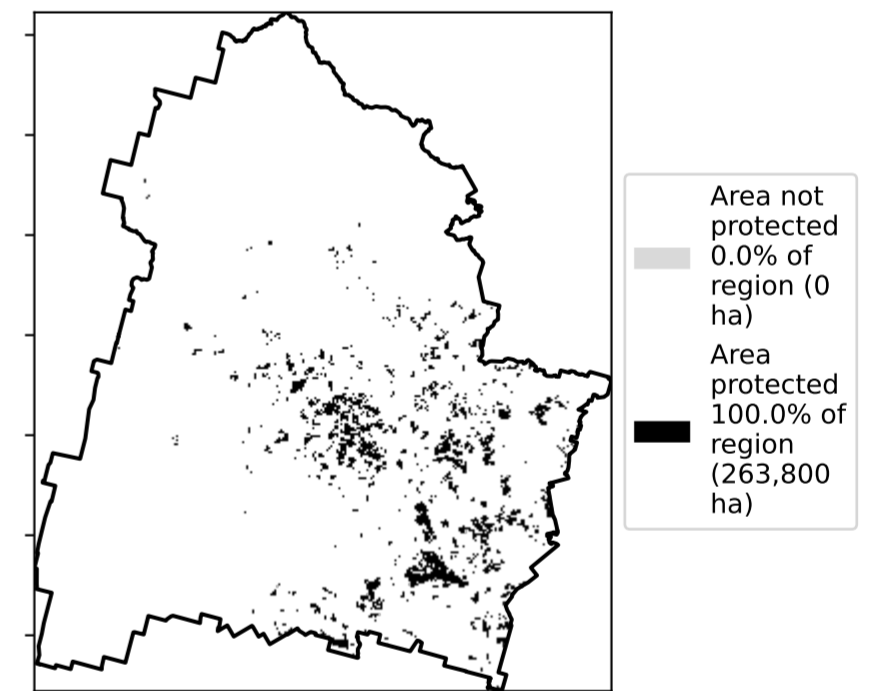 Area not
protected
0.0% of
region (0
ha)
Area
protected
100.0% of
region
(263,800
ha)